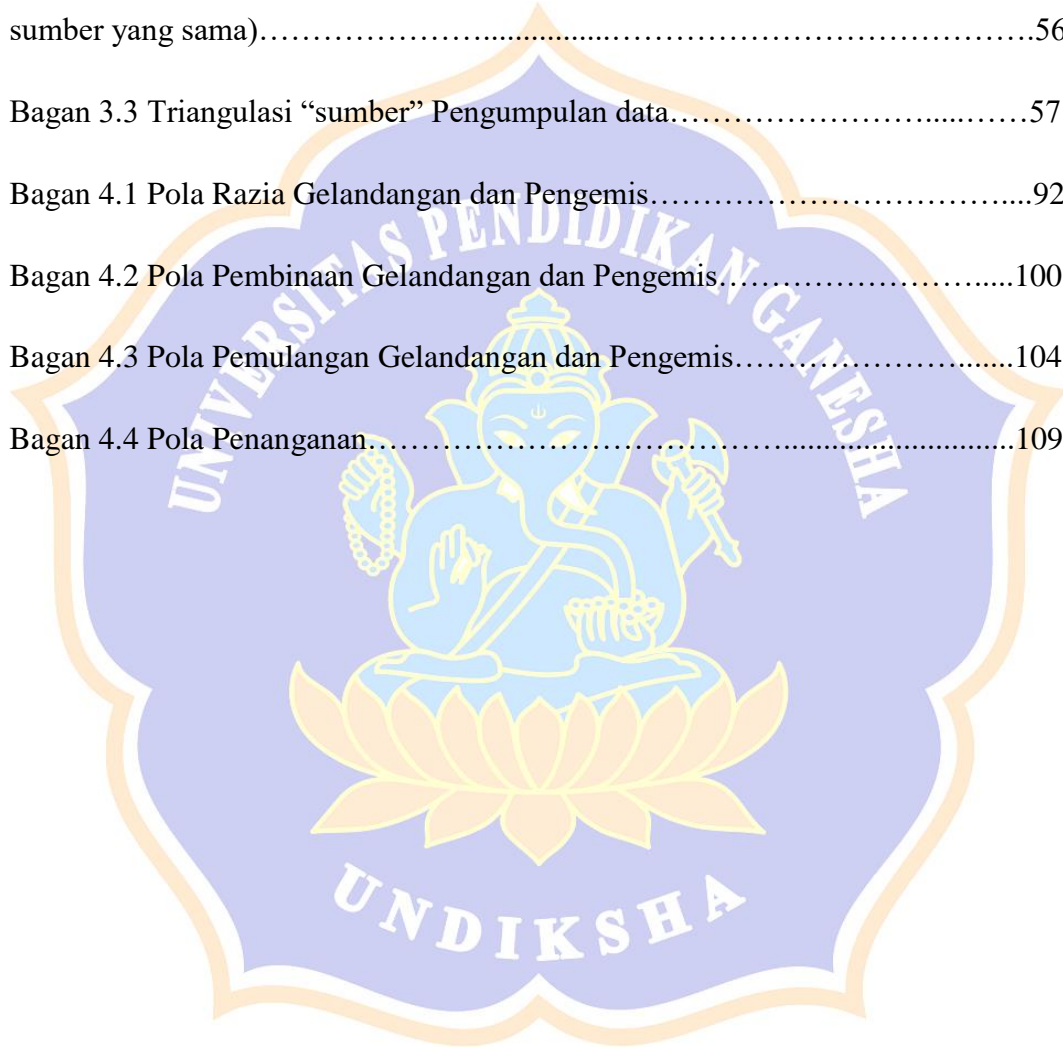 sumber yang sama)…………………...............…………………………………….56
Bagan 3.3 Triangulasi “sumber” Pengumpulan data…………………….....……57
Bagan 4.1 Pola Razia Gelandangan dan Pengemis…………………………….....92
Bagan 4.2 Pola Pembinaan Gelandangan dan Pengemis…………………….....100
Bagan 4.3 Pola Pemulangan Gelandangan dan Pengemis………………….......104
Bagan 4.4 Pola Penanganan……………………………………......................109
UNIVERSITAS PENDIDIKAN GANESHA
UNDIKSHA